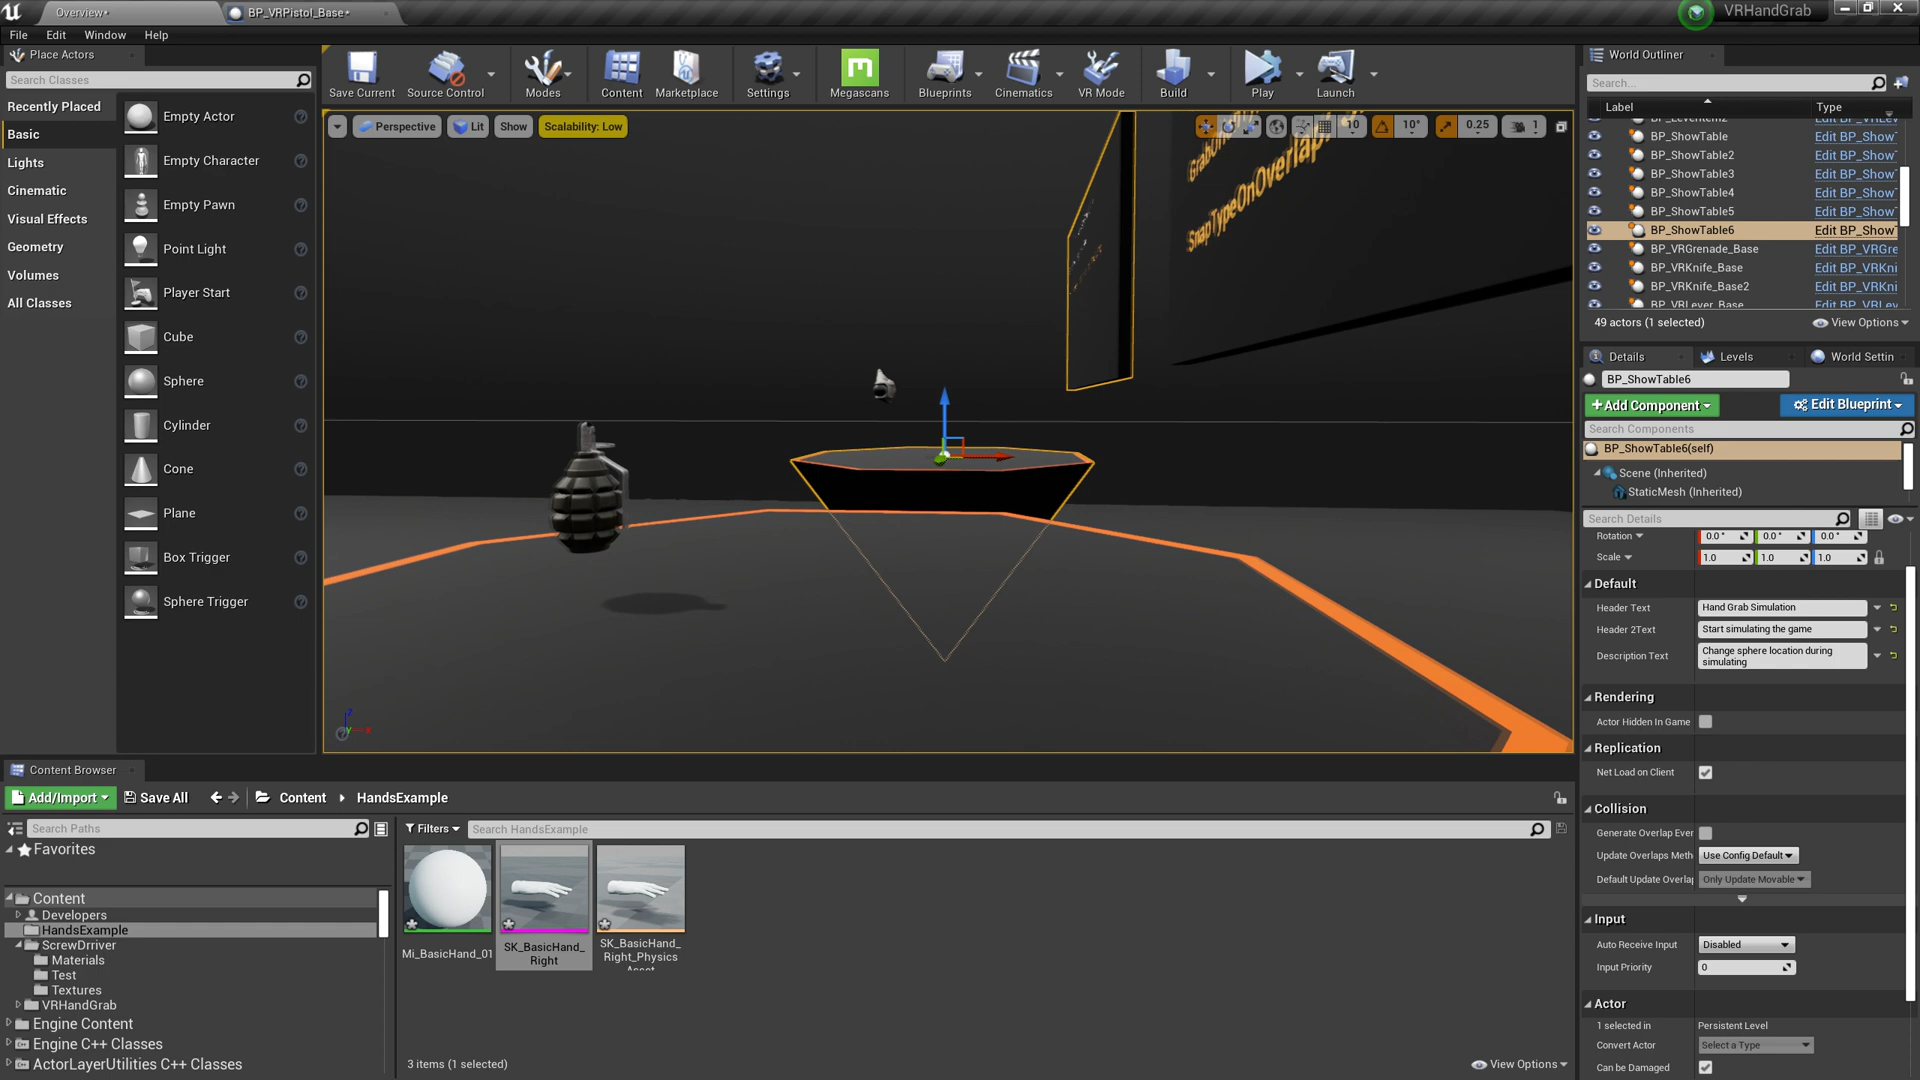 Overview•
BP_VRPistol_Base•
VRHandGrab
File Edit Window Help
Place Actors
Search Classes
Recently Placed
Basic
Lights
Cinematic
Visual Effects
Geometry
Volumes
All Classes
Empty Actor
Empty Character
Empty Pawn
Point Light
Player Start
Cube
Sphere
Cylinder
Cone
Plane
Box Trigger
Sphere Trigger
Save Current
Source Control
Modes
Content
Marketplace
Settings
Megascans
Blueprints
Cinematics
VR Mode
Build
Play
Launch
Perspective
Lit
Show
Scalability: Low
10
10°
0.25
1
SnapTypeOnOverlap
World Outliner
Search...
Label Type
BP_ShowTable Edit BP_Show
BP_ShowTable2 Edit BP_Show
BP_ShowTable3 Edit BP_Show
BP_ShowTable4 Edit BP_Show
BP_ShowTable5 Edit BP_Show
BP_ShowTable6 Edit BP_Show
BP_VRGrenade_Base Edit BP_VRGre
BP_VRKnife_Base Edit BP_VRKni
BP_VRKnife_Base2 Edit BP_VRKni
BP_VRLever_Base Edit BP_VRLev
49 actors (1 selected)
View Options
Details
Levels
World Settin
BP_ShowTable6
+Add Component
Edit Blueprint
Search Components
BP_ShowTable6(self)
Scene (Inherited)
StaticMesh (Inherited)
Search Details
Rotation 0.0° 0.0° 0.0°
Scale 1.0 1.0 1.0
Default
Header Text Hand Grab Simulation
Header 2Text Start simulating the game
Description Text Change sphere location during
simulating
Rendering
Actor Hidden In Game
Replication
Net Load on Client
Collision
Generate Overlap Ever
Update Overlaps Meth Use Config Default
Default Update Overlap Only Update Movable
Input
Auto Receive Input Disabled
Input Priority 0
Actor
1 selected in Persistent Level
Convert Actor Select a Type
Can be Damaged
Content Browser
Add/Import
Save All
Content
HandsExample
Search Paths
Filters
Search HandsExample
Favorites
Content
Developers
HandsExample
ScrewDrriver
Materials
Test
Textures
VRHandGrab
Engine Content
Engine C++ Classes
ActorLayerUtilities C++ Classes
Mi_BasicHand_01
SK_BasicHand_
Right
SK_BasicHand_
Right_Physics
Asset
3 items (1 selected)
View Options